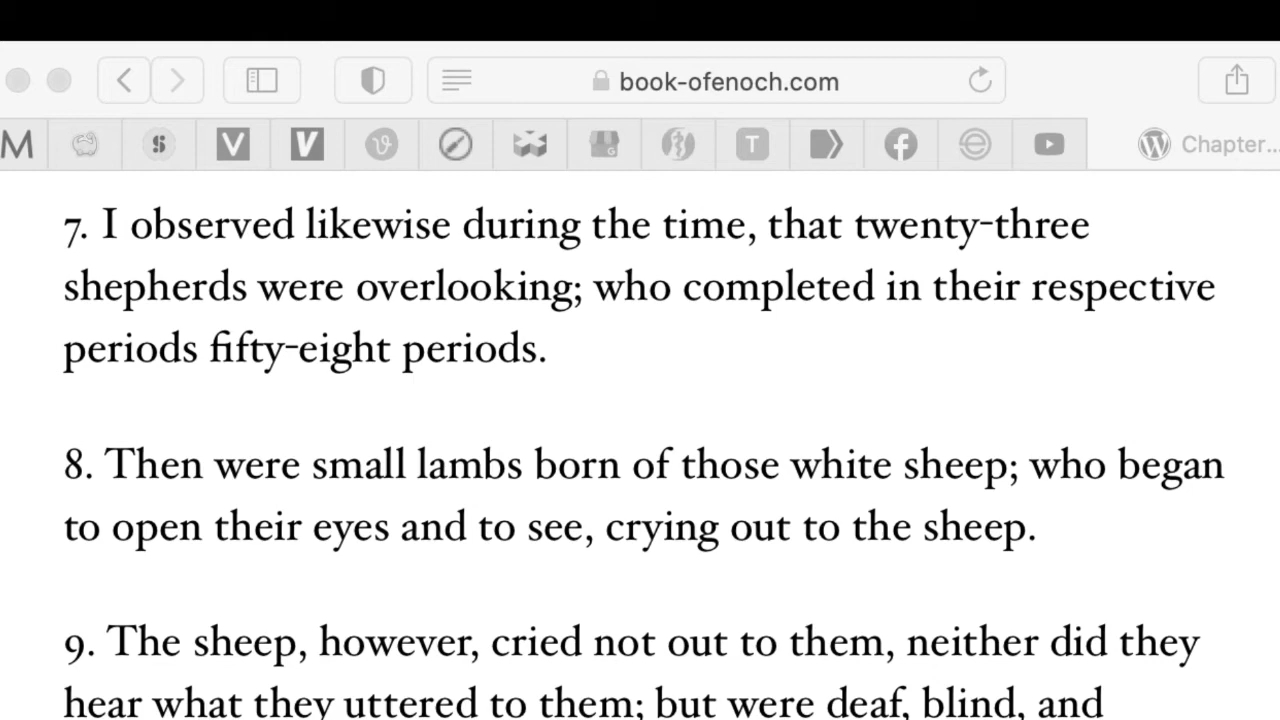 book-ofenoch.com
M
S
V
V
G
T
Chapter...
7. I observed likewise during the time, that twenty-three
shepherds were overlooking; who completed in their respective
periods fifty-eight periods.
8. Then were small lambs born of those white sheep; who began
to open their eyes and to see, crying out to the sheep.
9. The sheep, however, cried not out to them, neither did they
hear what they uttered to them; but were deaf, blind, and